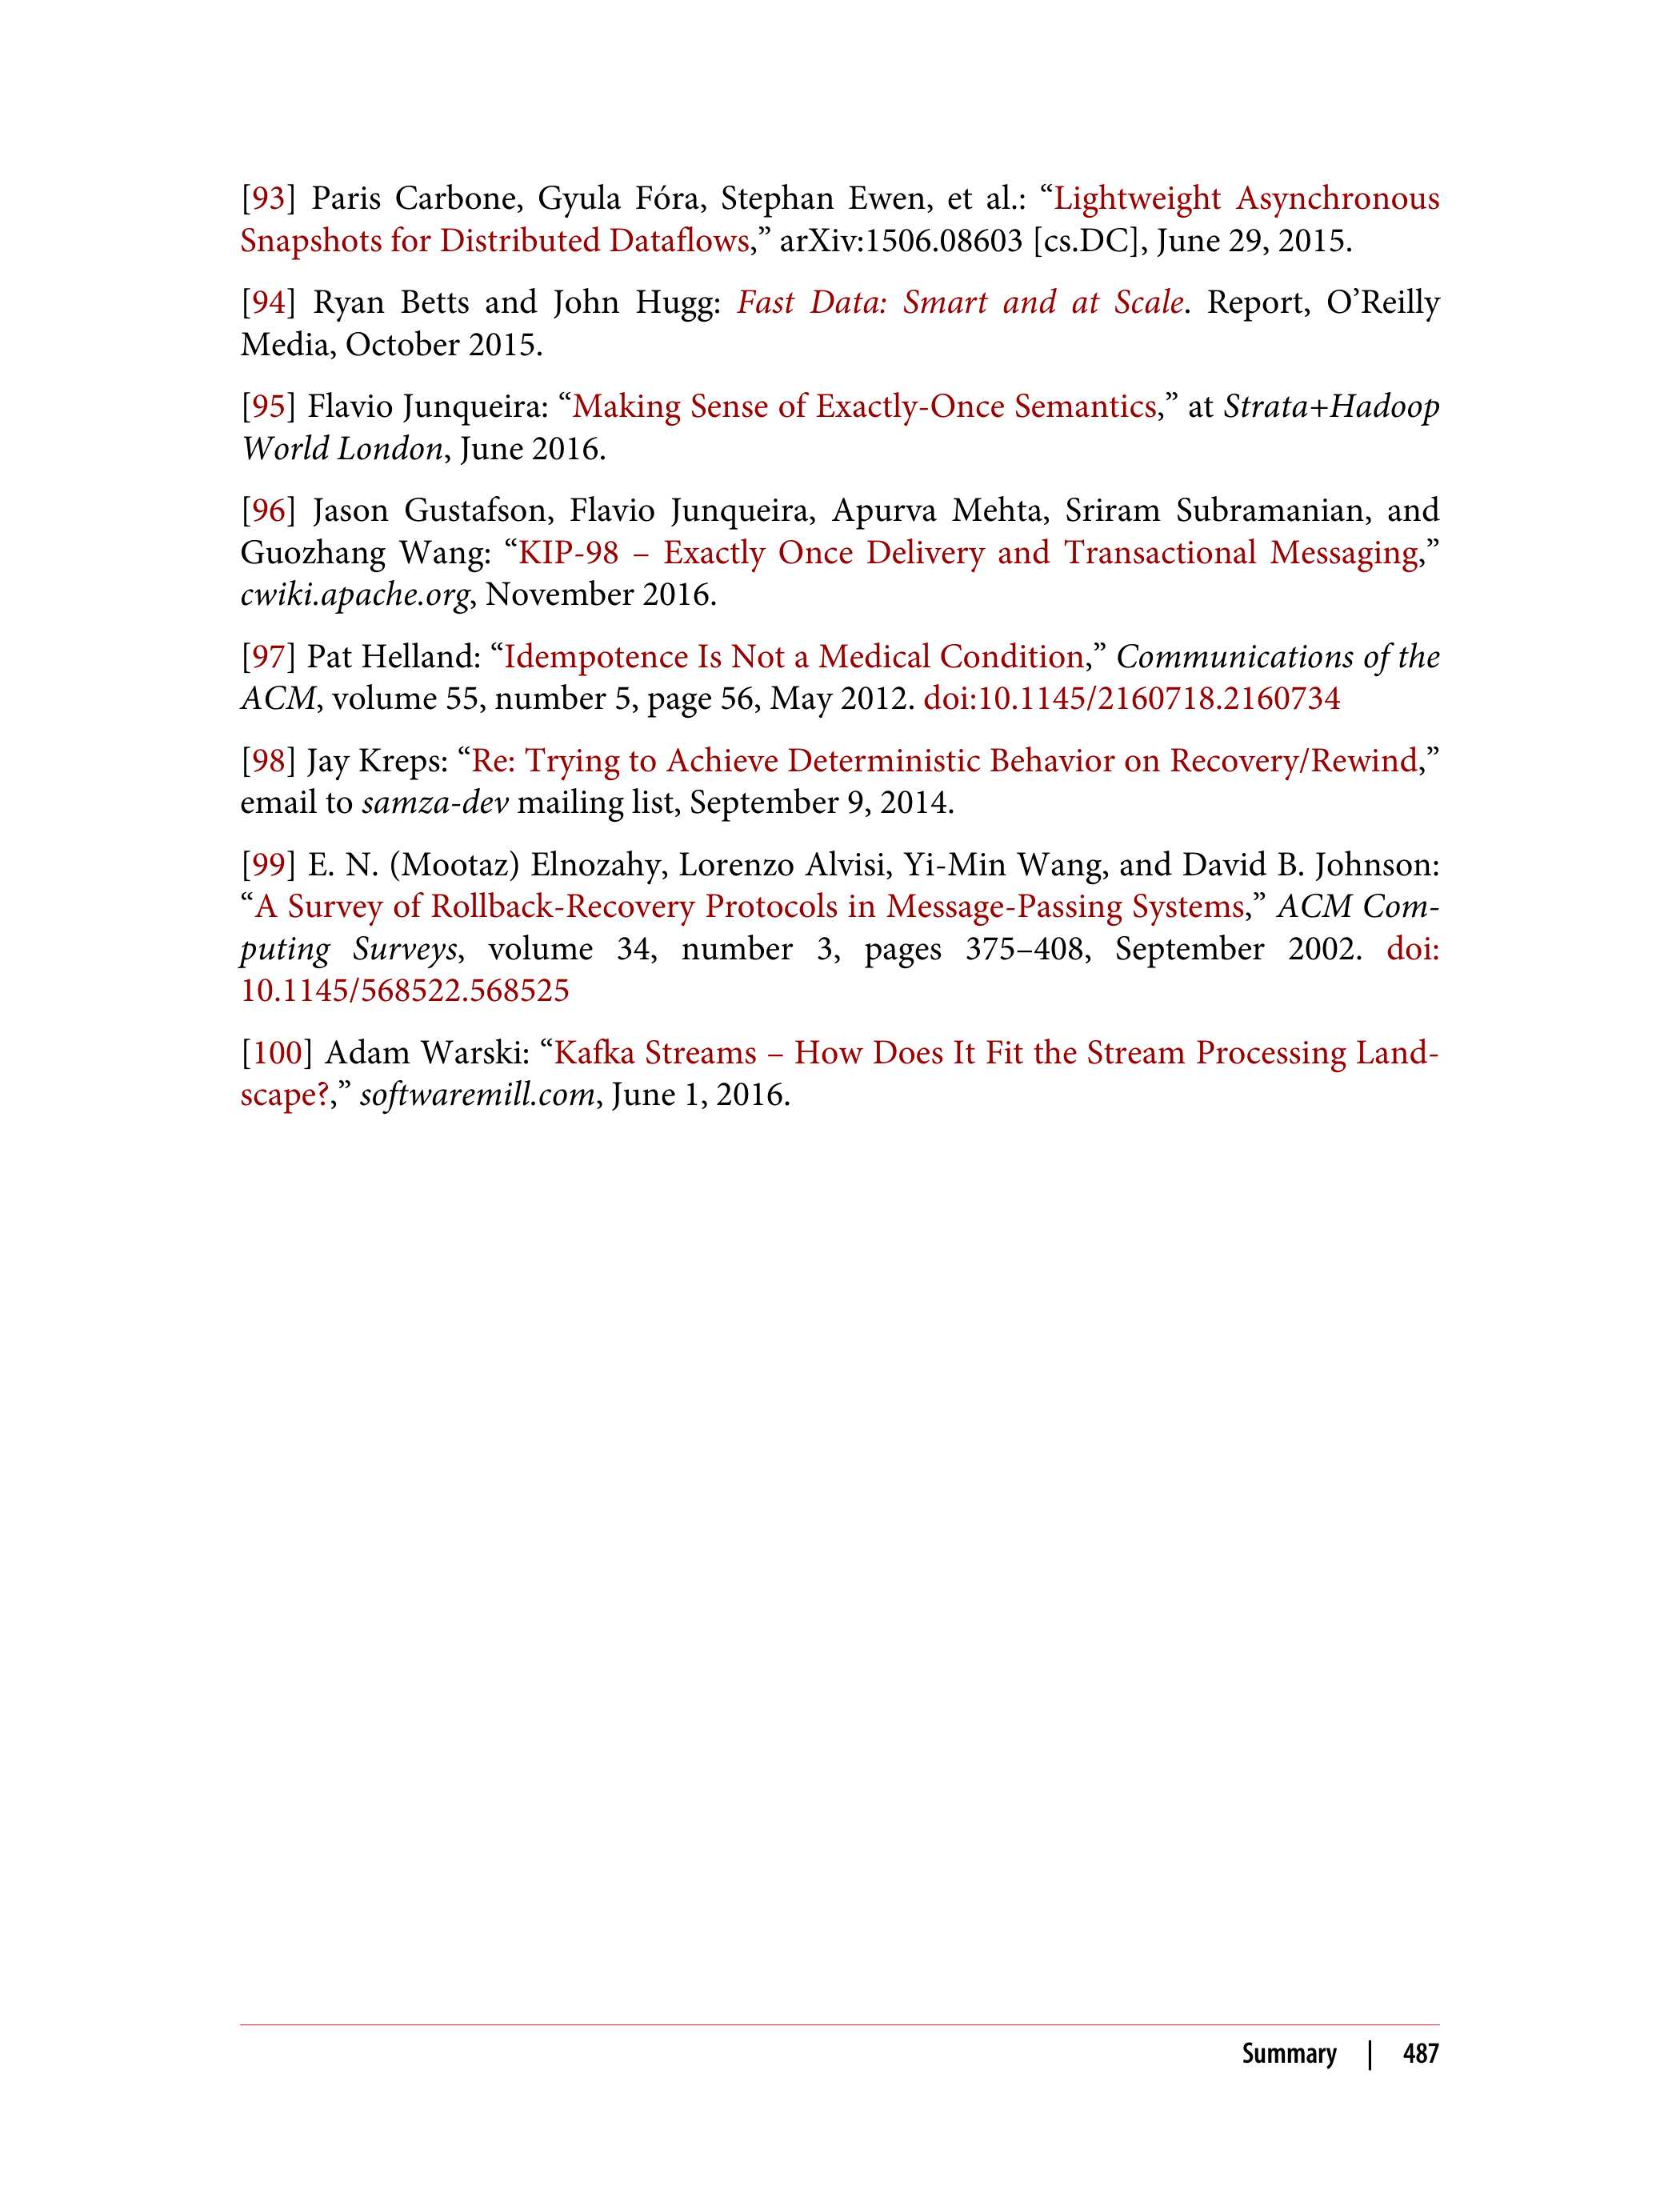 [93] Paris Carbone, Gyula Fóra, Stephan Ewen, et al.: “Lightweight Asynchronous
Snapshots for Distributed Dataflows,” arXiv:1506.08603 [cs.DC], June 29, 2015.
[94] Ryan Betts and John Hugg: Fast Data: Smart and at Scale. Report, O’Reilly
Media, October 2015.
[95] Flavio Junqueira: “Making Sense of Exactly-Once Semantics,” at Strata+Hadoop
World London, June 2016.
[96] Jason Gustafson, Flavio Junqueira, Apurva Mehta, Sriram Subramanian, and
Guozhang Wang: “KIP-98 – Exactly Once Delivery and Transactional Messaging,”
cwiki.apache.org, November 2016.
[97] Pat Helland: “Idempotence Is Not a Medical Condition,” Communications of the
ACM, volume 55, number 5, page 56, May 2012. doi:10.1145/2160718.2160734
[98] Jay Kreps: “Re: Trying to Achieve Deterministic Behavior on Recovery/Rewind,”
email to samza-dev mailing list, September 9, 2014.
[99] E. N. (Mootaz) Elnozahy, Lorenzo Alvisi, Yi-Min Wang, and David B. Johnson:
“A Survey of Rollback-Recovery Protocols in Message-Passing Systems,” ACM Com-
puting Surveys, volume 34, number 3, pages 375–408, September 2002. doi:
10.1145/568522.568525
[100] Adam Warski: “Kafka Streams – How Does It Fit the Stream Processing Land-
scape?,” softwaremill.com, June 1, 2016.
Summary | 487